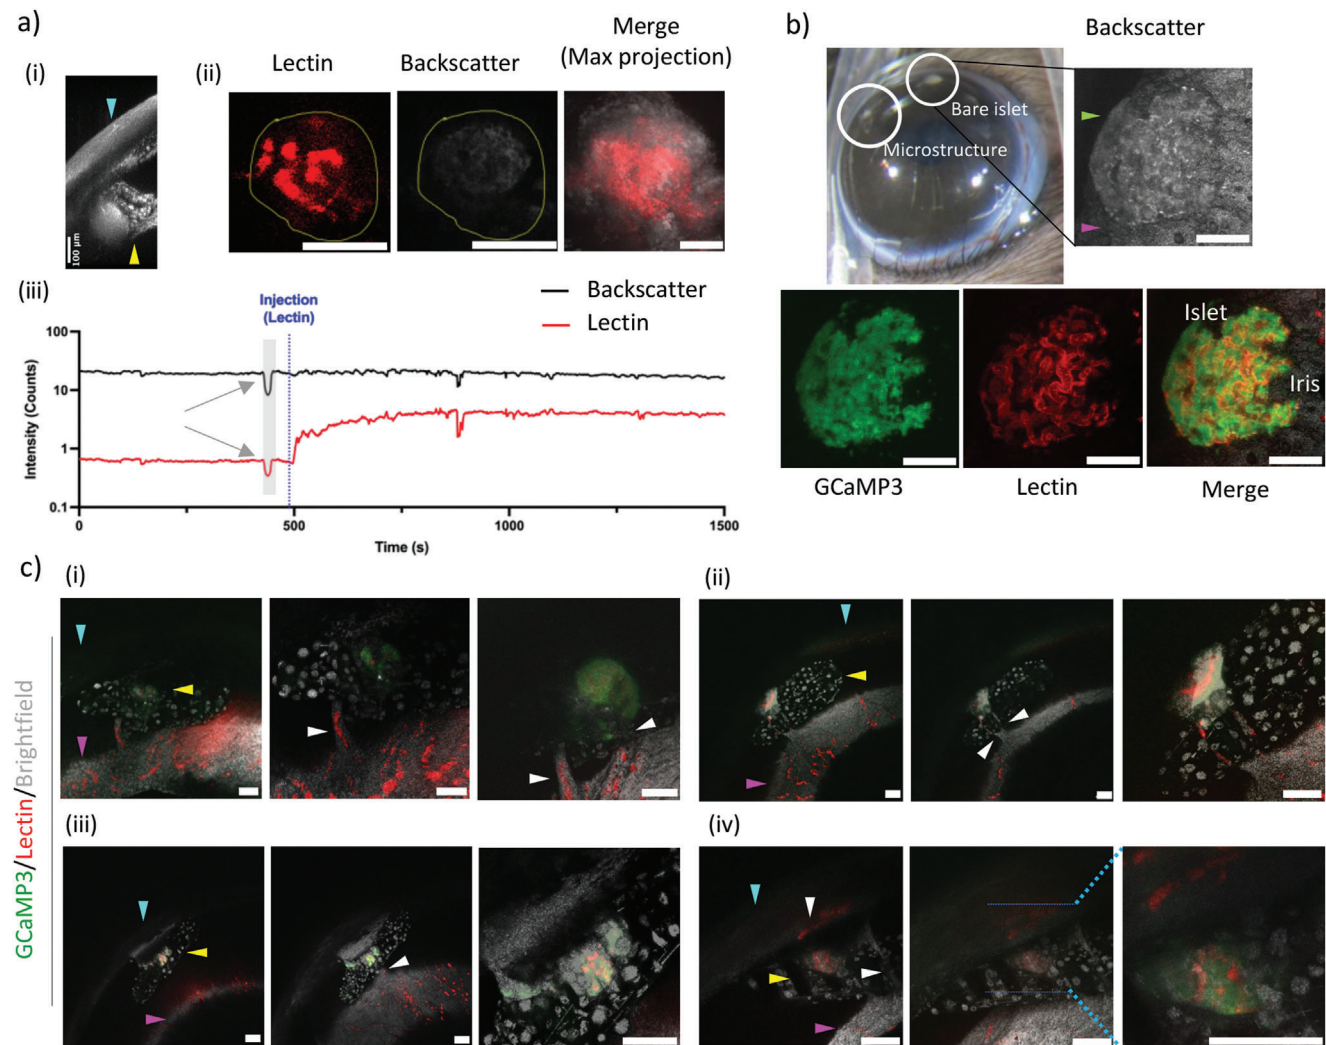 a)
(i)
100 µm
(ii)
Lectin
Backscatter
Merge
(Max projection)
(iii)
Injection
(Lectin)
Backscatter
Lectin
Intensity (Counts)
100
10
1
0.1
0
500
1000
1500
Time (s)
b)
Backscatter
Bare islet
Microstructure
Islet
Iris
GCaMP3
Lectin
Merge
c)
GCaMP3/Lectin/Brightfield
(i)
(ii)
(iii)
(iv)